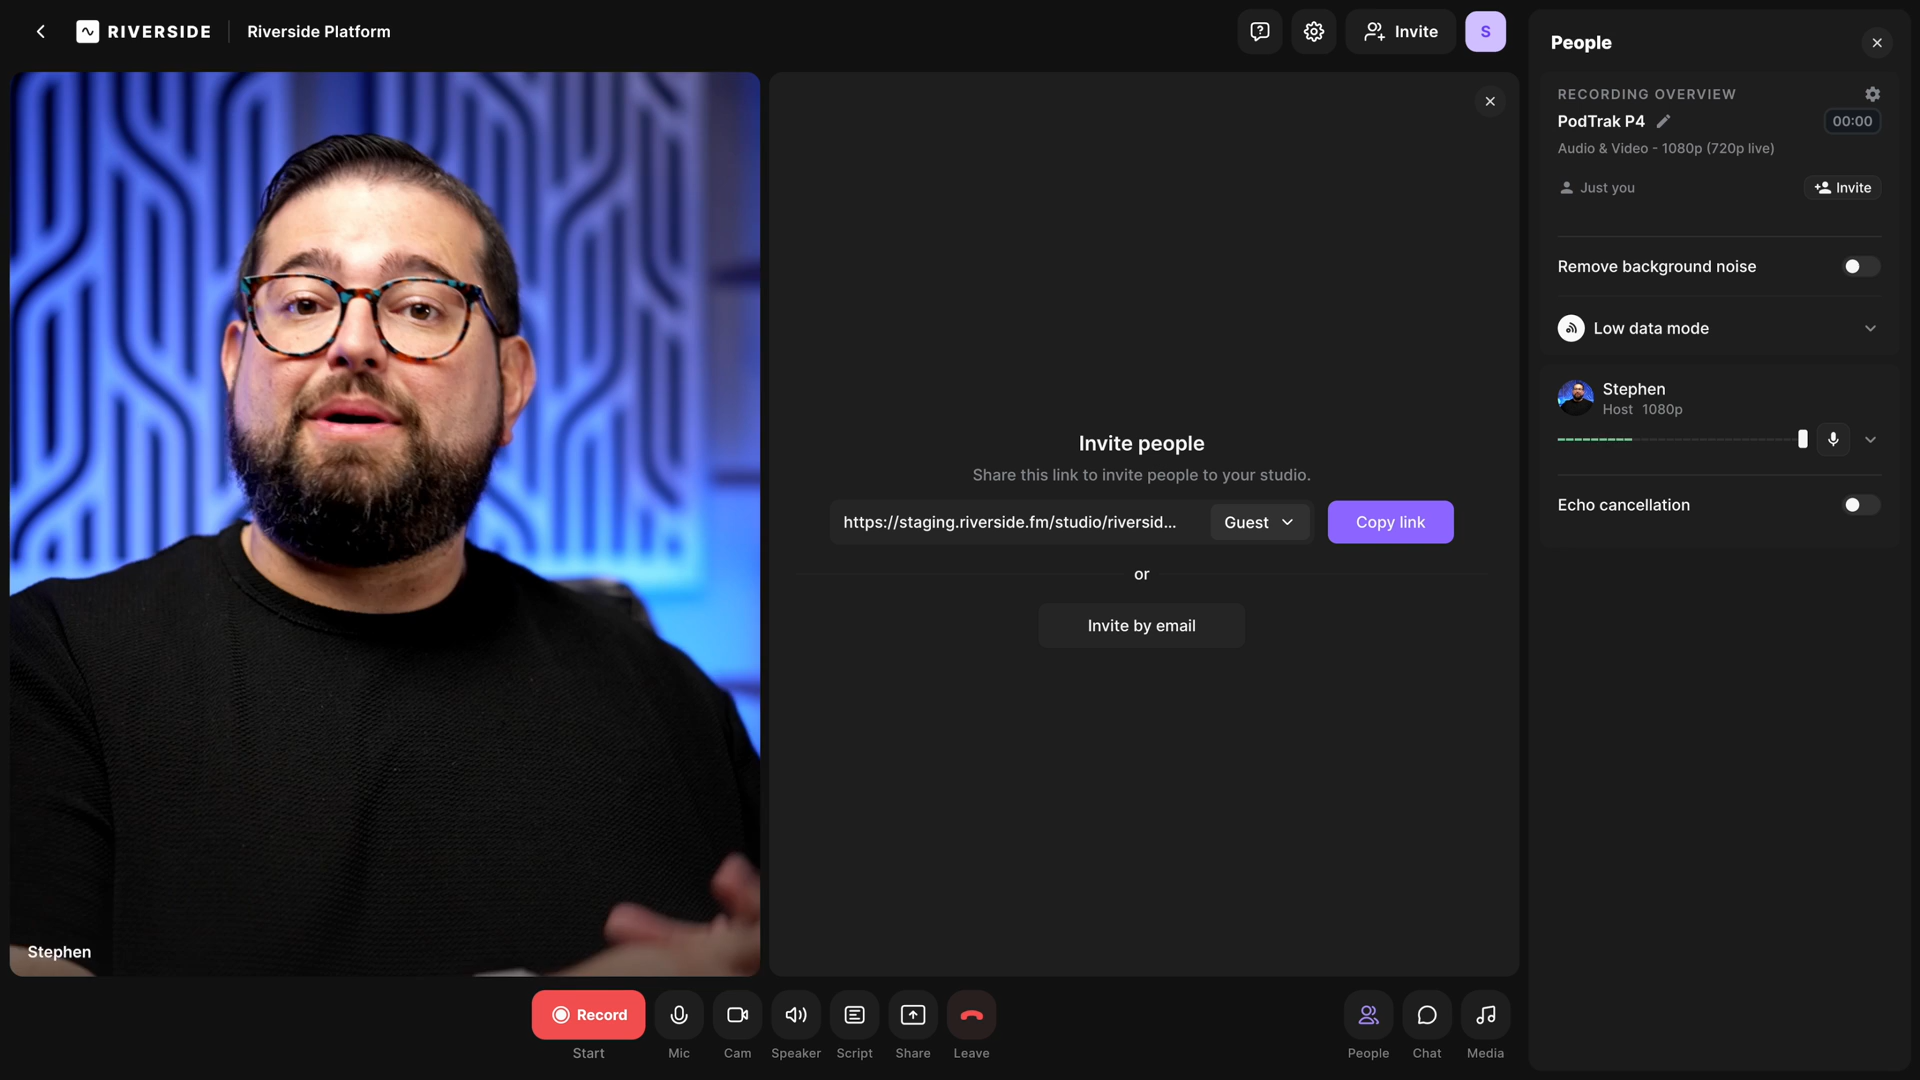 RIVERSIDE
Riverside Platform
Invite
S
Stephen
Invite people
Share this link to invite people to your studio.
https://staging.riverside.fm/studio/riversid...
Guest
Copy link
or
Invite by email
Record
Start
Mic
Cam
Speaker
Script
Share
Leave
People
Chat
Media
People
RECORDING OVERVIEW
PodTrak P4
00:00
Audio & Video - 1080p (720p live)
Just you
Invite
Remove background noise
Low data mode
Stephen
Host 1080p
Echo cancellation